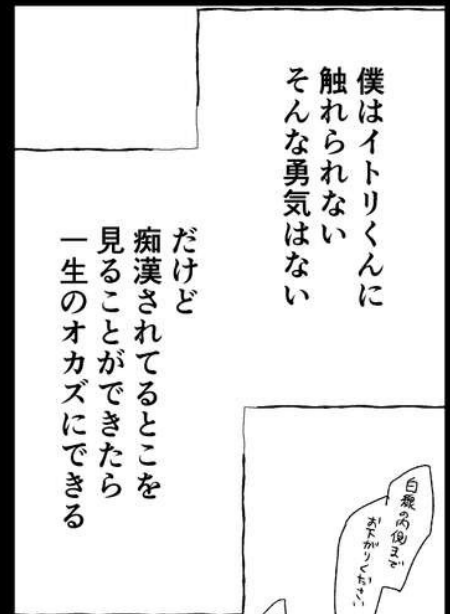 僕はイトリくんに
触れられない
そんな勇気はない
だけど
痴漢されてるとこを
見ることができたら
一生のオカズにできる
白線の内側まで
お下がりください